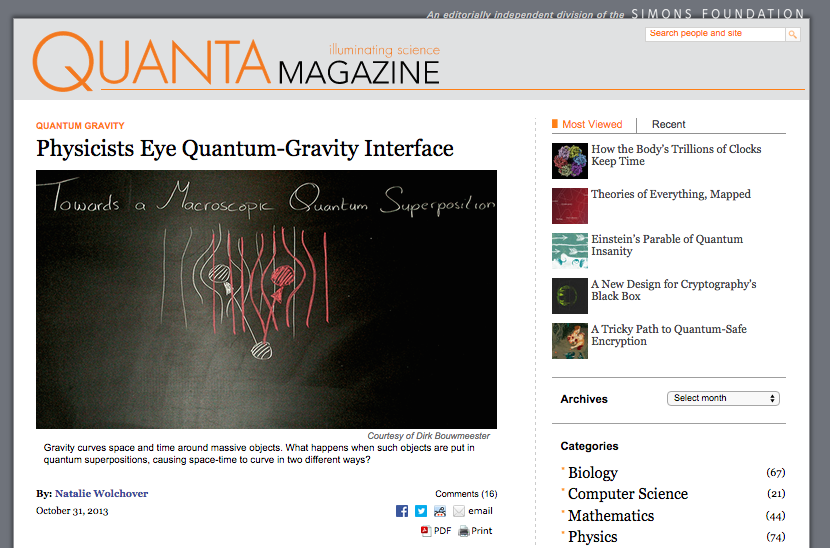 An editorially independent division of the SIMONS FOUNDATION
QUANTA
illuminating science
MAGAZINE
Search people and site
QUANTUM GRAVITY
Physicists Eye Quantum-Gravity Interface
Towards a Macroscopic Quantum Superposition
Courtesy of Dirk Bouwmeester
Gravity curves space and time around massive objects. What happens when such objects are put in
quantum superpositions, causing space-time to curve in two different ways?
By: Natalie Wolchover
Comments (16)
October 31, 2013
email
PDF Print
Most Viewed
Recent
How the Body's Trillions of Clocks
Keep Time
Theories of Everything, Mapped
Einstein's Parable of Quantum
Insanity
A New Design for Cryptography's
Black Box
A Tricky Path to Quantum-Safe
Encryption
Archives
Select month
Categories
Biology (67)
Computer Science (21)
Mathematics (44)
Physics (74)